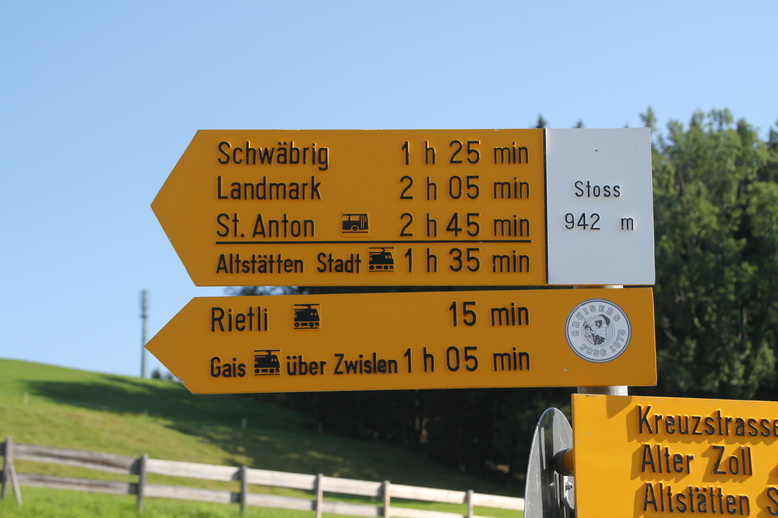 Schwäbrig 1 h 25 min
Landmark 2 h 05 min
St. Anton 2 h 45 min
Altstätten Stadt 1 h 35 min
Stoss
942 m
Rietli 15 min
Gais über Zwislen 1 h 05 min
CRUISERS
Kreuzstrasse
Alter Zoll
Altstätten S